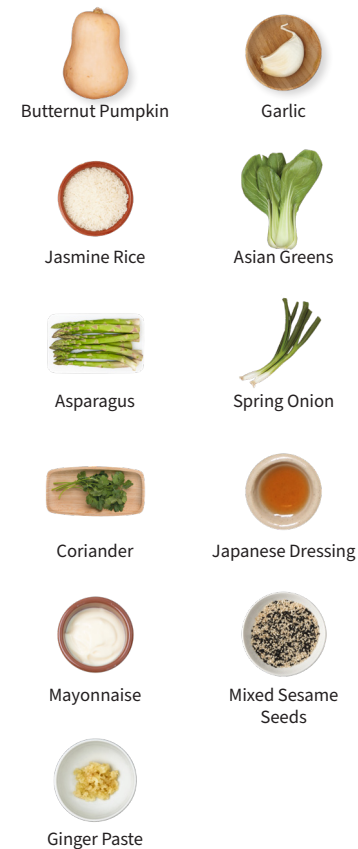 Butternut Pumpkin
Garlic
Jasmine Rice
Asian Greens
Asparagus
Spring Onion
Coriander
Japanese Dressing
Mayonnaise
Mixed Sesame
Seeds
Ginger Paste